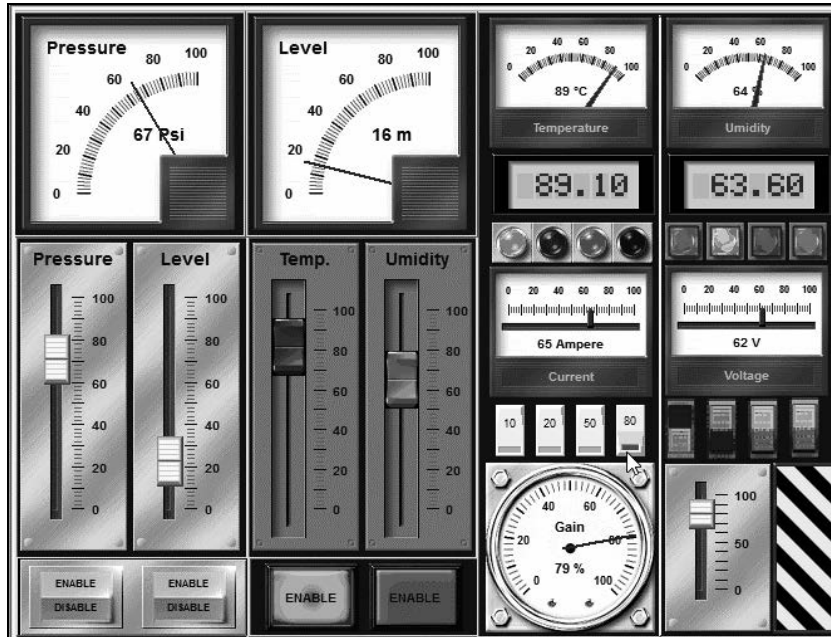 Pressure
0
20
40
60
80
100
67 Psi
Level
0
20
40
60
80
100
16 m
0 20 40 60 80 100
89 °C
Temperature
0 20 40 60 80 100
64 %
Umidity
89.10
63.60
Pressure
100
80
60
40
20
0
Level
100
80
60
40
20
0
Temp.
100
80
60
40
20
0
Umidity
100
80
60
40
20
0
0 20 40 60 80 100
65 Ampere
Current
0 20 40 60 80 100
62 V
Voltage
10 20 50 80
0
20
40
60
80
100
Gain
79 %
100
50
0
ENABLE
DISABLE
ENABLE
DISABLE
ENABLE
ENABLE